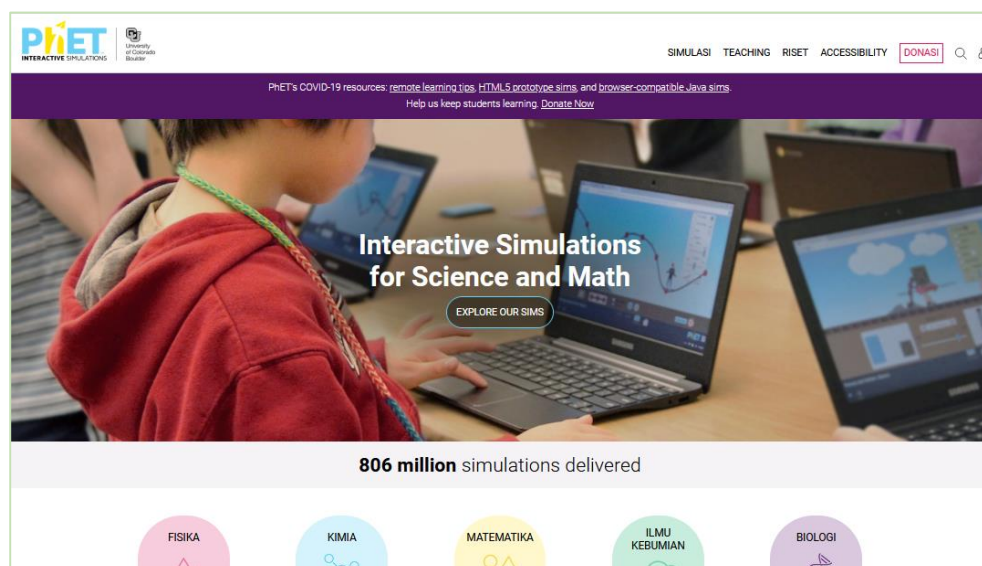 PhET
INTERACTIVE SIMULATIONS
University
of Colorado
Boulder
SIMULASI TEACHING RISET ACCESSIBILITY DONASI
PhET's COVID-19 resources: remote learning tips, HTML5 prototype sims, and browser-compatible Java sims.
Help us keep students learning. Donate Now
Interactive Simulations
for Science and Math
EXPLORE OUR SIMS
SAMSUNG
806 million simulations delivered
FISIKA
KIMIA
MATEMATIKA
ILMU
KEBUMIAN
BIOLOGI